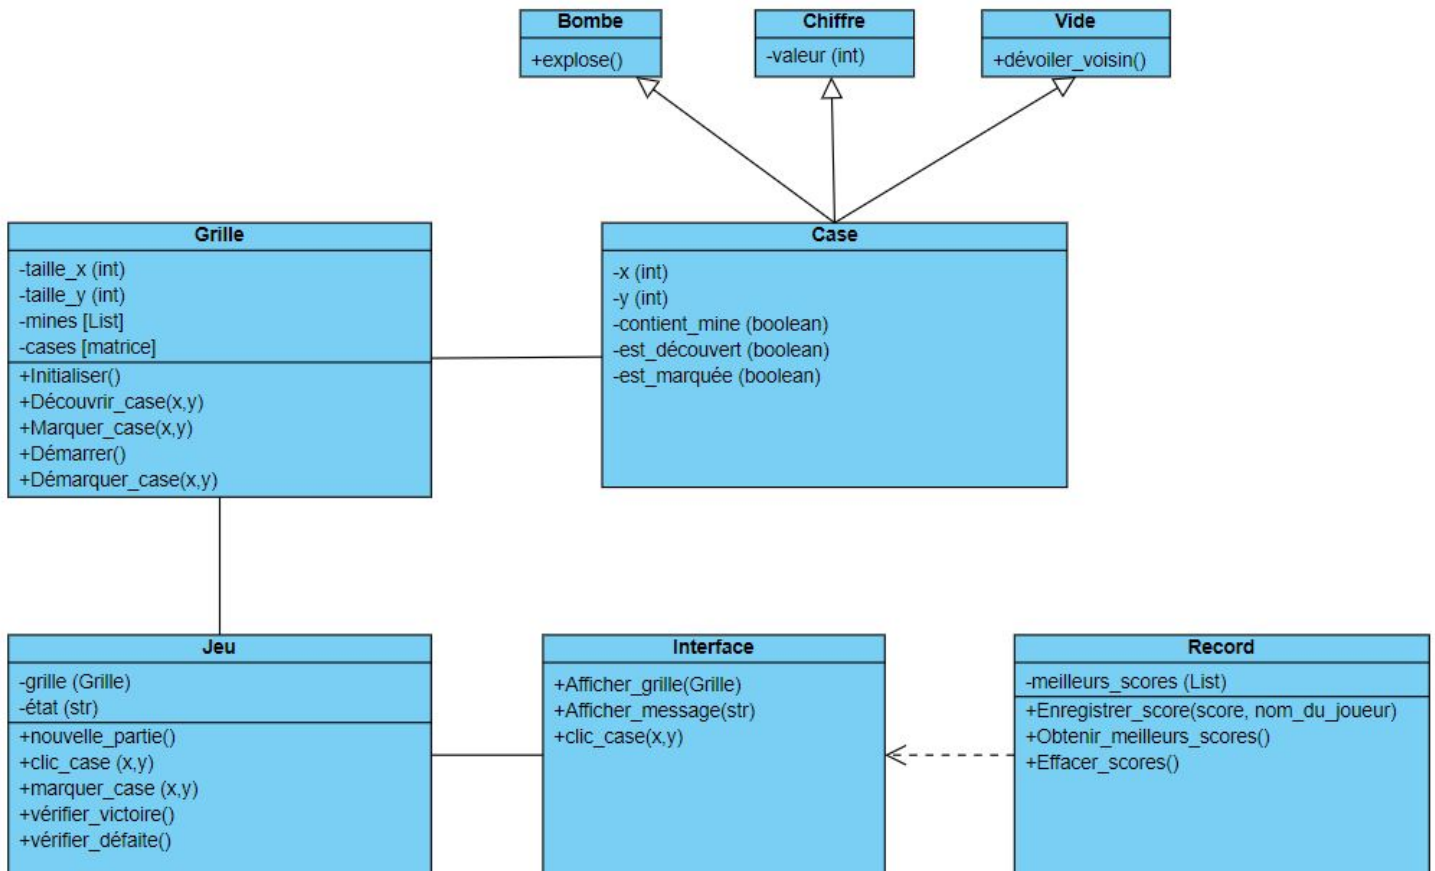 Bombe
+explose()
Chiffre
-valeur (int)
Vide
+dévoiler_voisin()
Grille
-taille_x (int)
-taille_y (int)
-mines [List]
-cases [matrice]
+Initialiser()
+Découvrir_case(x,y)
+Marquer_case(x,y)
+Démarrer()
+Démarquer_case(x,y)
Case
-x (int)
-y (int)
-contient_mine (boolean)
-est_découvert (boolean)
-est_marquée (boolean)
Jeu
-grille (Grille)
-état (str)
+nouvelle_partie()
+clic_case (x,y)
+marquer_case (x,y)
+vérifier_victoire()
+vérifier_défaite()
Interface
+Afficher_grille(Grille)
+Afficher_message(str)
+clic_case(x,y)
Record
-meilleurs_scores (List)
+Enregistrer_score(score, nom_du_joueur)
+Obtenir_meilleurs_scores()
+Effacer_scores()